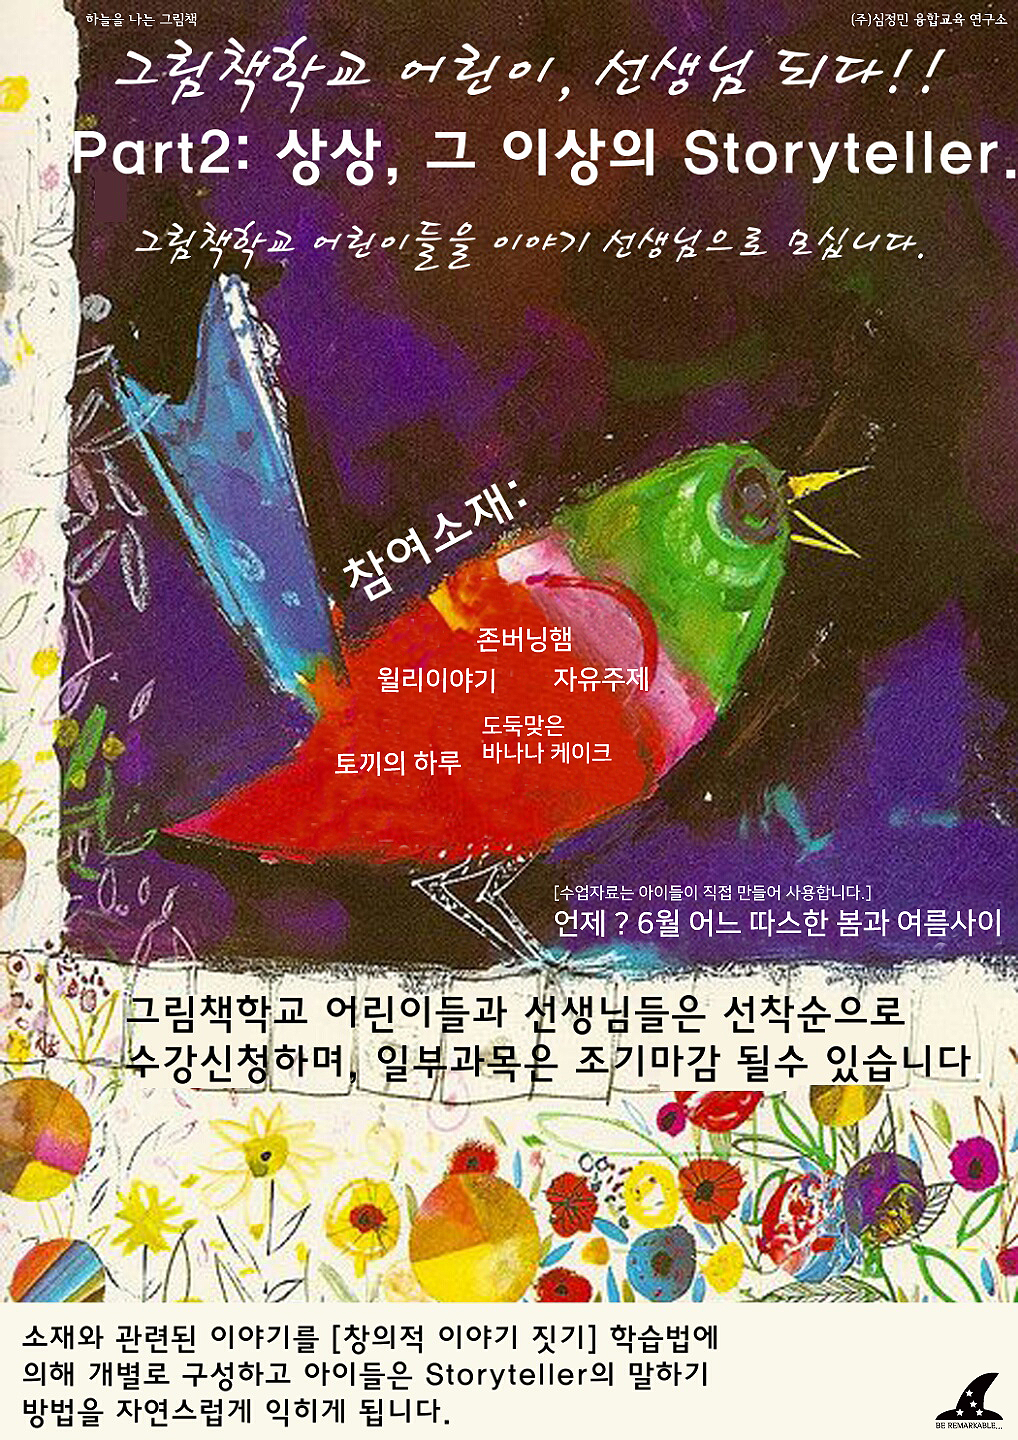 하늘을 나는 그림책
(주)심정민 융합교육 연구소
그림책학교 어린이, 선생님 되다!!
Part2: 상상, 그 이상의 Storyteller.
그림책학교 어린이들을 이야기 선생님으로 모십니다.
참여소재:
존버닝햄
윌리이야기
자유주제
도둑맞은
바나나 케이크
토끼의 하루
[수업자료는 아이들이 직접 만들어 사용합니다.]
언제 ? 6월 어느 따스한 봄과 여름사이
그림책학교 어린이들과 선생님들은 선착순으로
수강신청하며, 일부과목은 조기마감 될수 있습니다
소재와 관련된 이야기를 [창의적 이야기 짓기] 학습법에
의해 개별로 구성하고 아이들은 Storyteller의 말하기
방법을 자연스럽게 익히게 됩니다.
BE REMARKABLE...